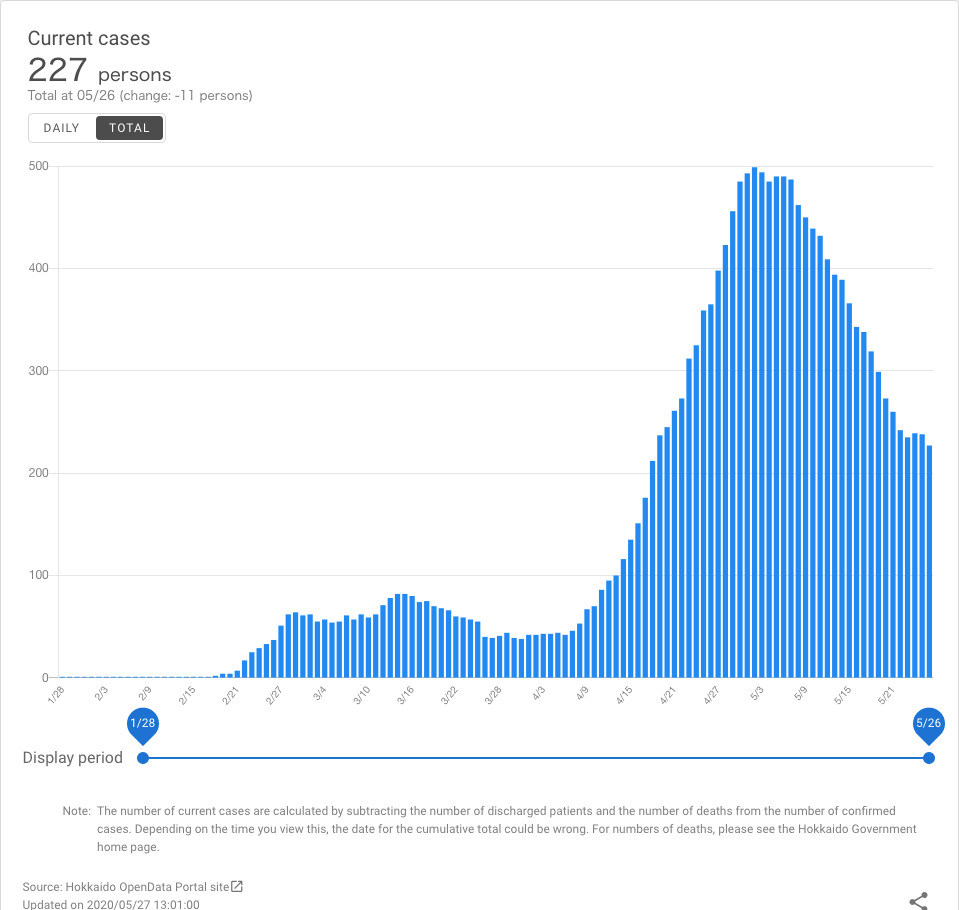 Current cases
227 persons
Total at 05/26 (change: -11 persons)
DAILY TOTAL
500
400
300
200
100
0
1/28 2/3 2/9 2/15 2/21 2/27 3/4 3/10 3/16 3/22 3/28 4/3 4/9 4/15 4/21 4/27 5/3 5/9 5/15 5/21
1/28 5/26
Display period
Note: The number of current cases are calculated by subtracting the number of discharged patients and the number of deaths from the number of confirmed
cases. Depending on the time you view this, the date for the cumulative total could be wrong. For numbers of deaths, please see the Hokkaido Government
home page.
Source: Hokkaido OpenData Portal site
Updated on 2020/05/27 13:01:00